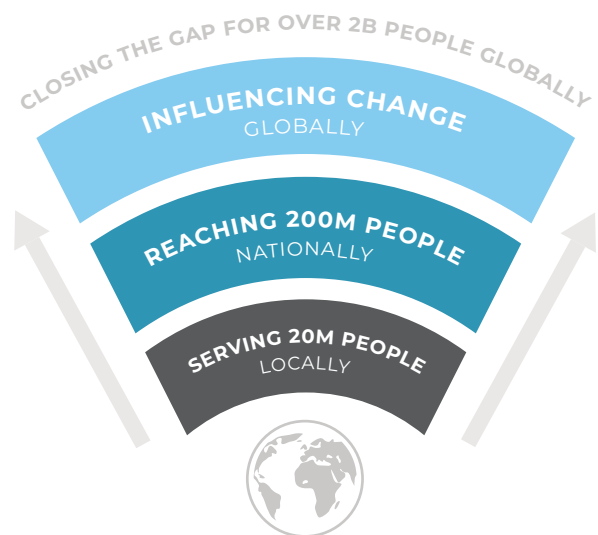 CLOSING THE GAP FOR OVER 2B PEOPLE GLOBALLY
INFLUENCING CHANGE
GLOBALLY
REACHING 200M PEOPLE
NATIONALLY
SERVING 20M PEOPLE
LOCALLY